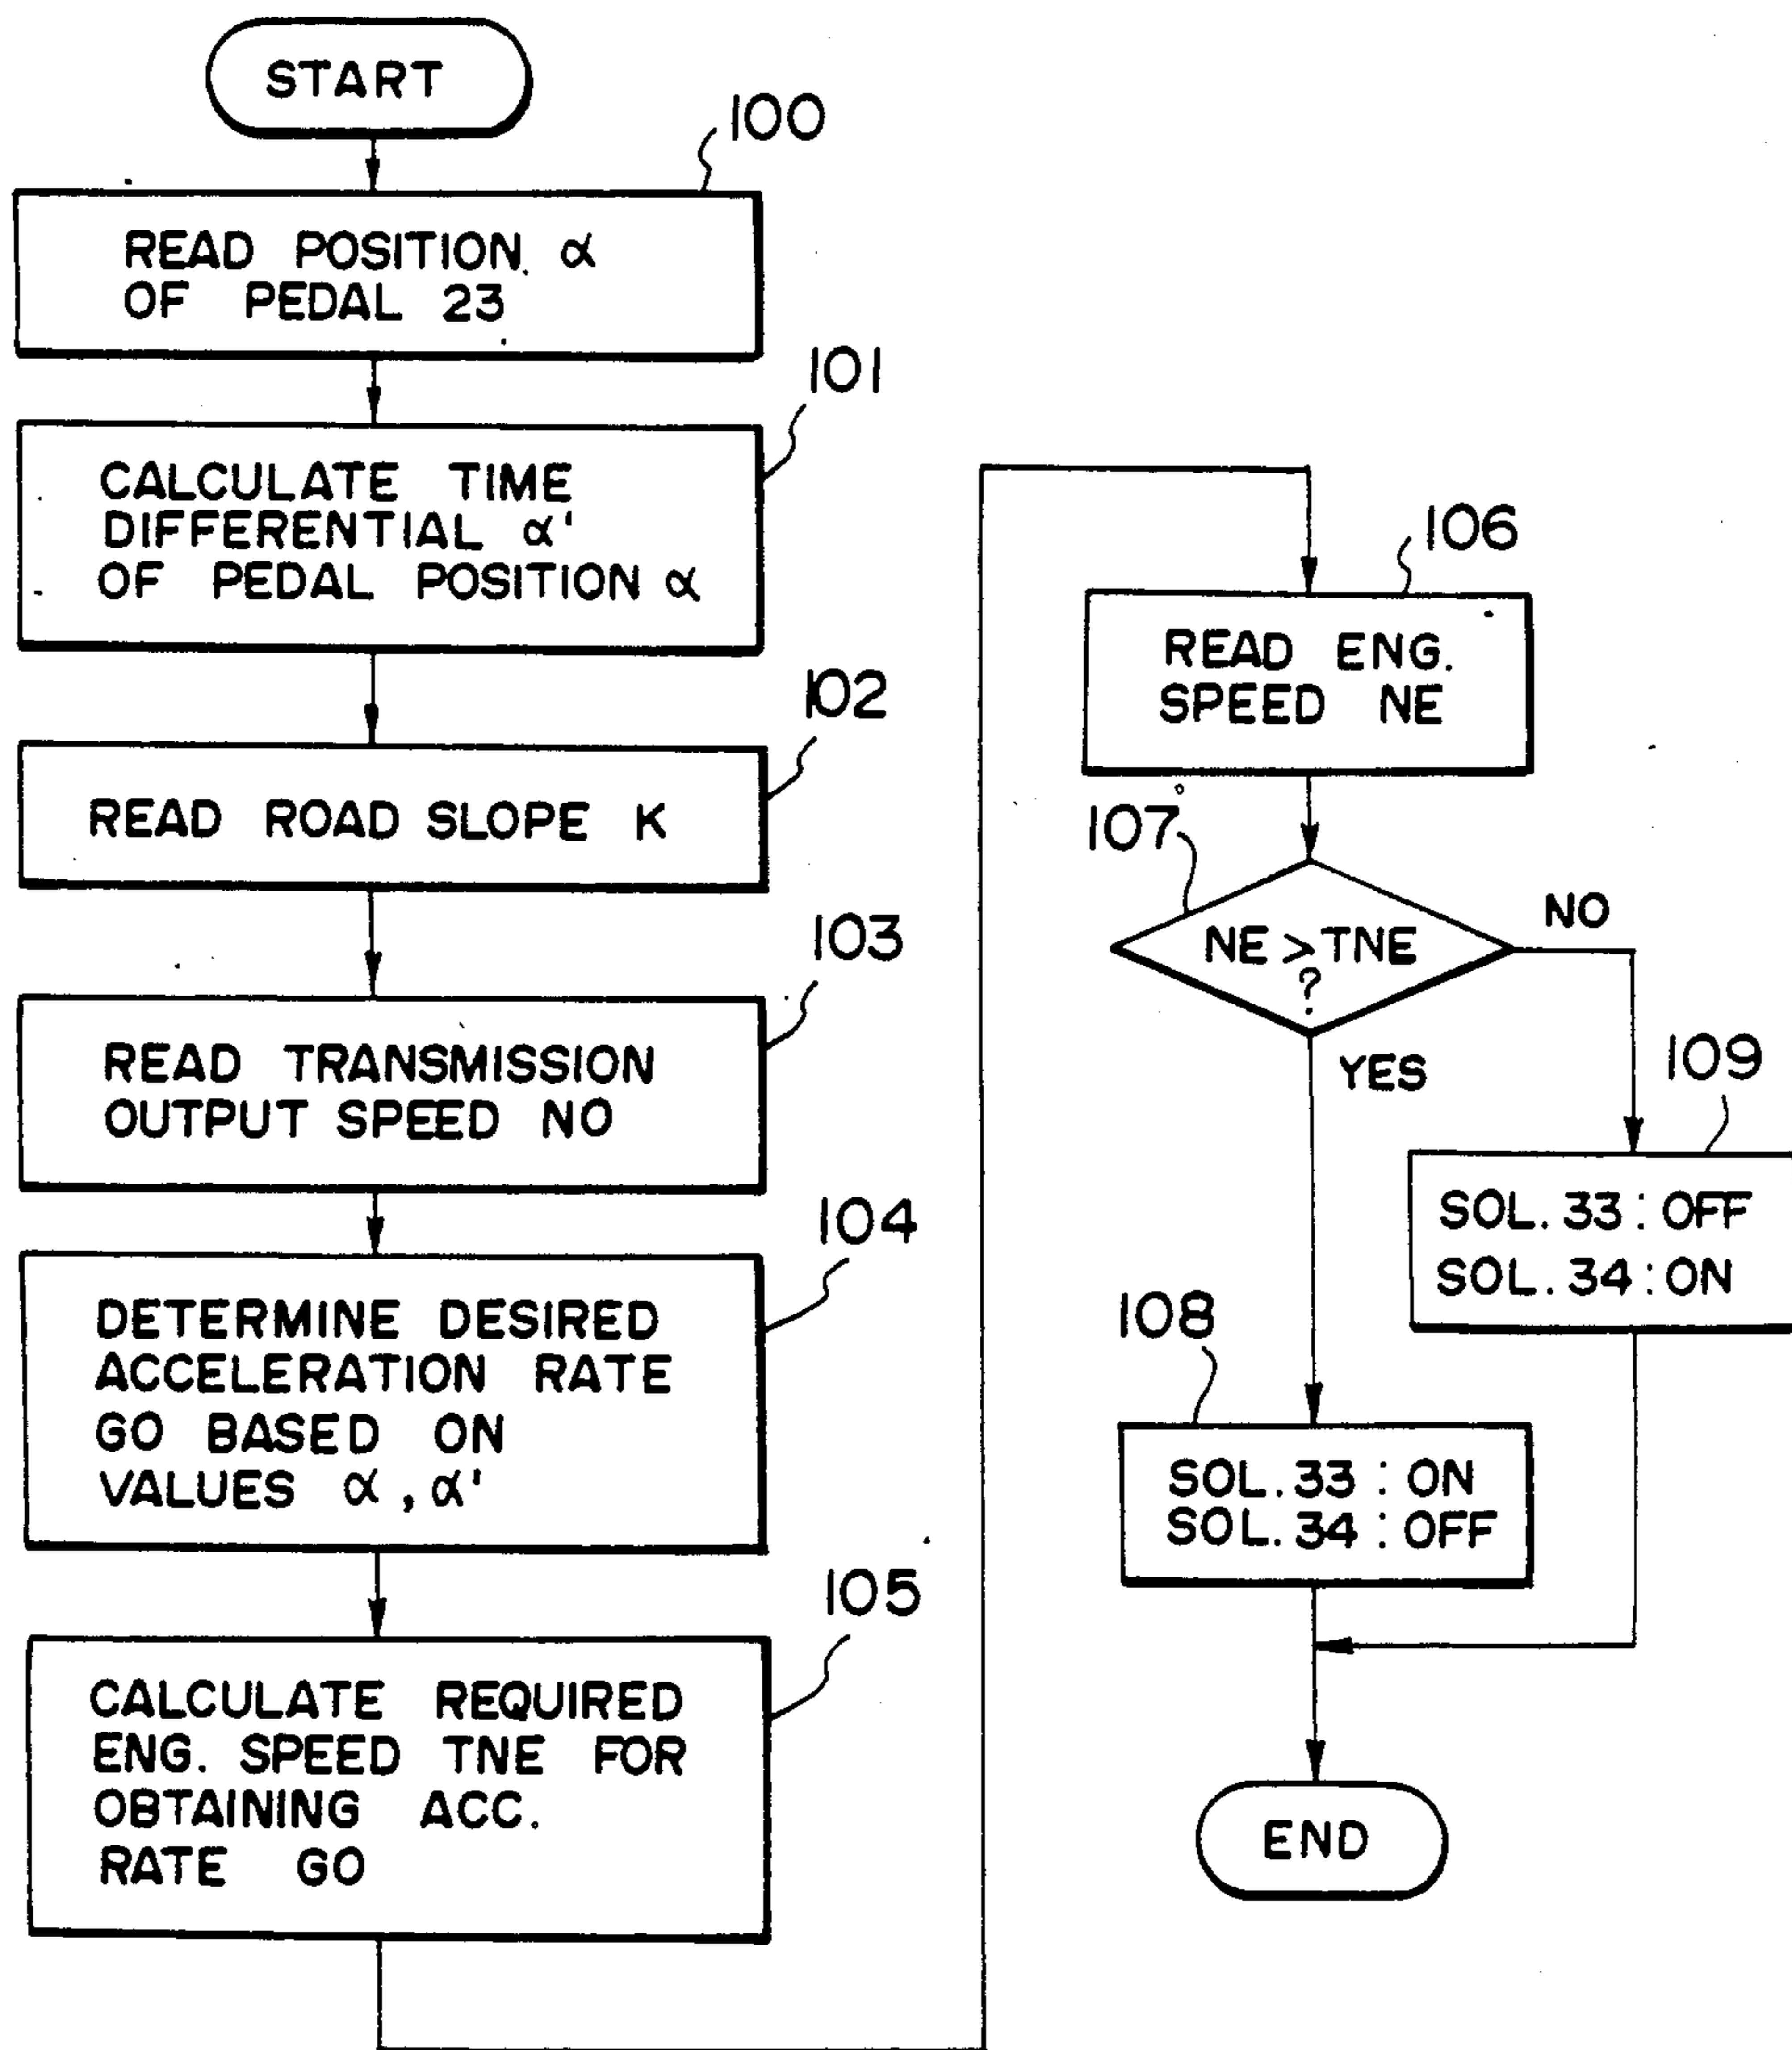 START
100
READ POSITION α
OF PEDAL 23
101
CALCULATE TIME
DIFFERENTIAL α'
OF PEDAL POSITION α
102
READ ROAD SLOPE K
103
READ TRANSMISSION
OUTPUT SPEED NO
104
DETERMINE DESIRED
ACCELERATION RATE
GO BASED ON
VALUES α, α'
105
CALCULATE REQUIRED
ENG. SPEED TNE FOR
OBTAINING ACC.
RATE GO
106
READ ENG.
SPEED NE
107
NE > TNE
?
NO
YES
109
SOL. 33 : OFF
SOL. 34 : ON
108
SOL. 33 : ON
SOL. 34 : OFF
END